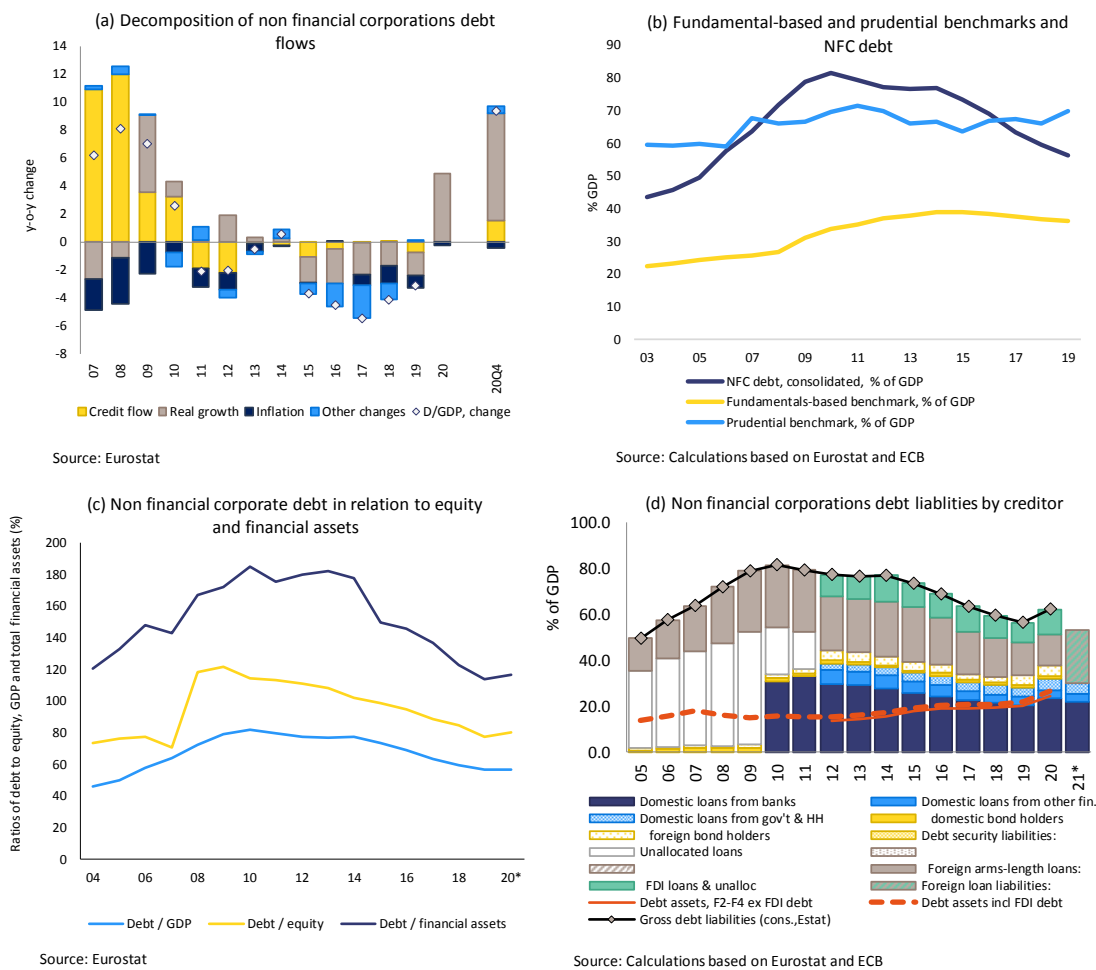 (a) Decomposition of non financial corporations debt
flows
14
12
10
8
6
4
2
0
-2
-4
-6
-8
y-o-y change
07
08
09
10
11
12
13
14
15
16
17
18
19
20
20Q4
Credit flow
Real growth
Inflation
Other changes
D/GDP, change
Source: Eurostat
(b) Fundamental-based and prudential benchmarks and
NFC debt
90
80
70
60
50
40
30
20
10
0
% GDP
03
05
07
09
11
13
15
17
19
NFC debt, consolidated, % of GDP
Fundamentals-based benchmark, % of GDP
Prudential benchmark, % of GDP
Source: Calculations based on Eurostat and ECB
(c) Non financial corporate debt in relation to equity
and financial assets
200
180
160
140
120
100
80
60
40
20
0
Ratios of debt to equity, GDP and total financial assets (%)
04
06
08
10
12
14
16
18
20*
Debt / GDP
Debt / equity
Debt / financial assets
Source: Eurostat
(d) Non financial corporations debt liablities by creditor
100.0
80.0
60.0
40.0
20.0
0.0
% of GDP
05
06
07
08
09
10
11
12
13
14
15
16
17
18
19
20
21*
Domestic loans from banks
Domestic loans from other fin.
Domestic loans from gov't & HH
domestic bond holders
foreign bond holders
Debt security liabilities:
Unallocated loans
Foreign arms-length loans:
FDI loans & unalloc
Foreign loan liabilities:
Debt assets, F2-F4 ex FDI debt
Debt assets incl FDI debt
Gross debt liabilities (cons.,Estat)
Source: Calculations based on Eurostat and ECB